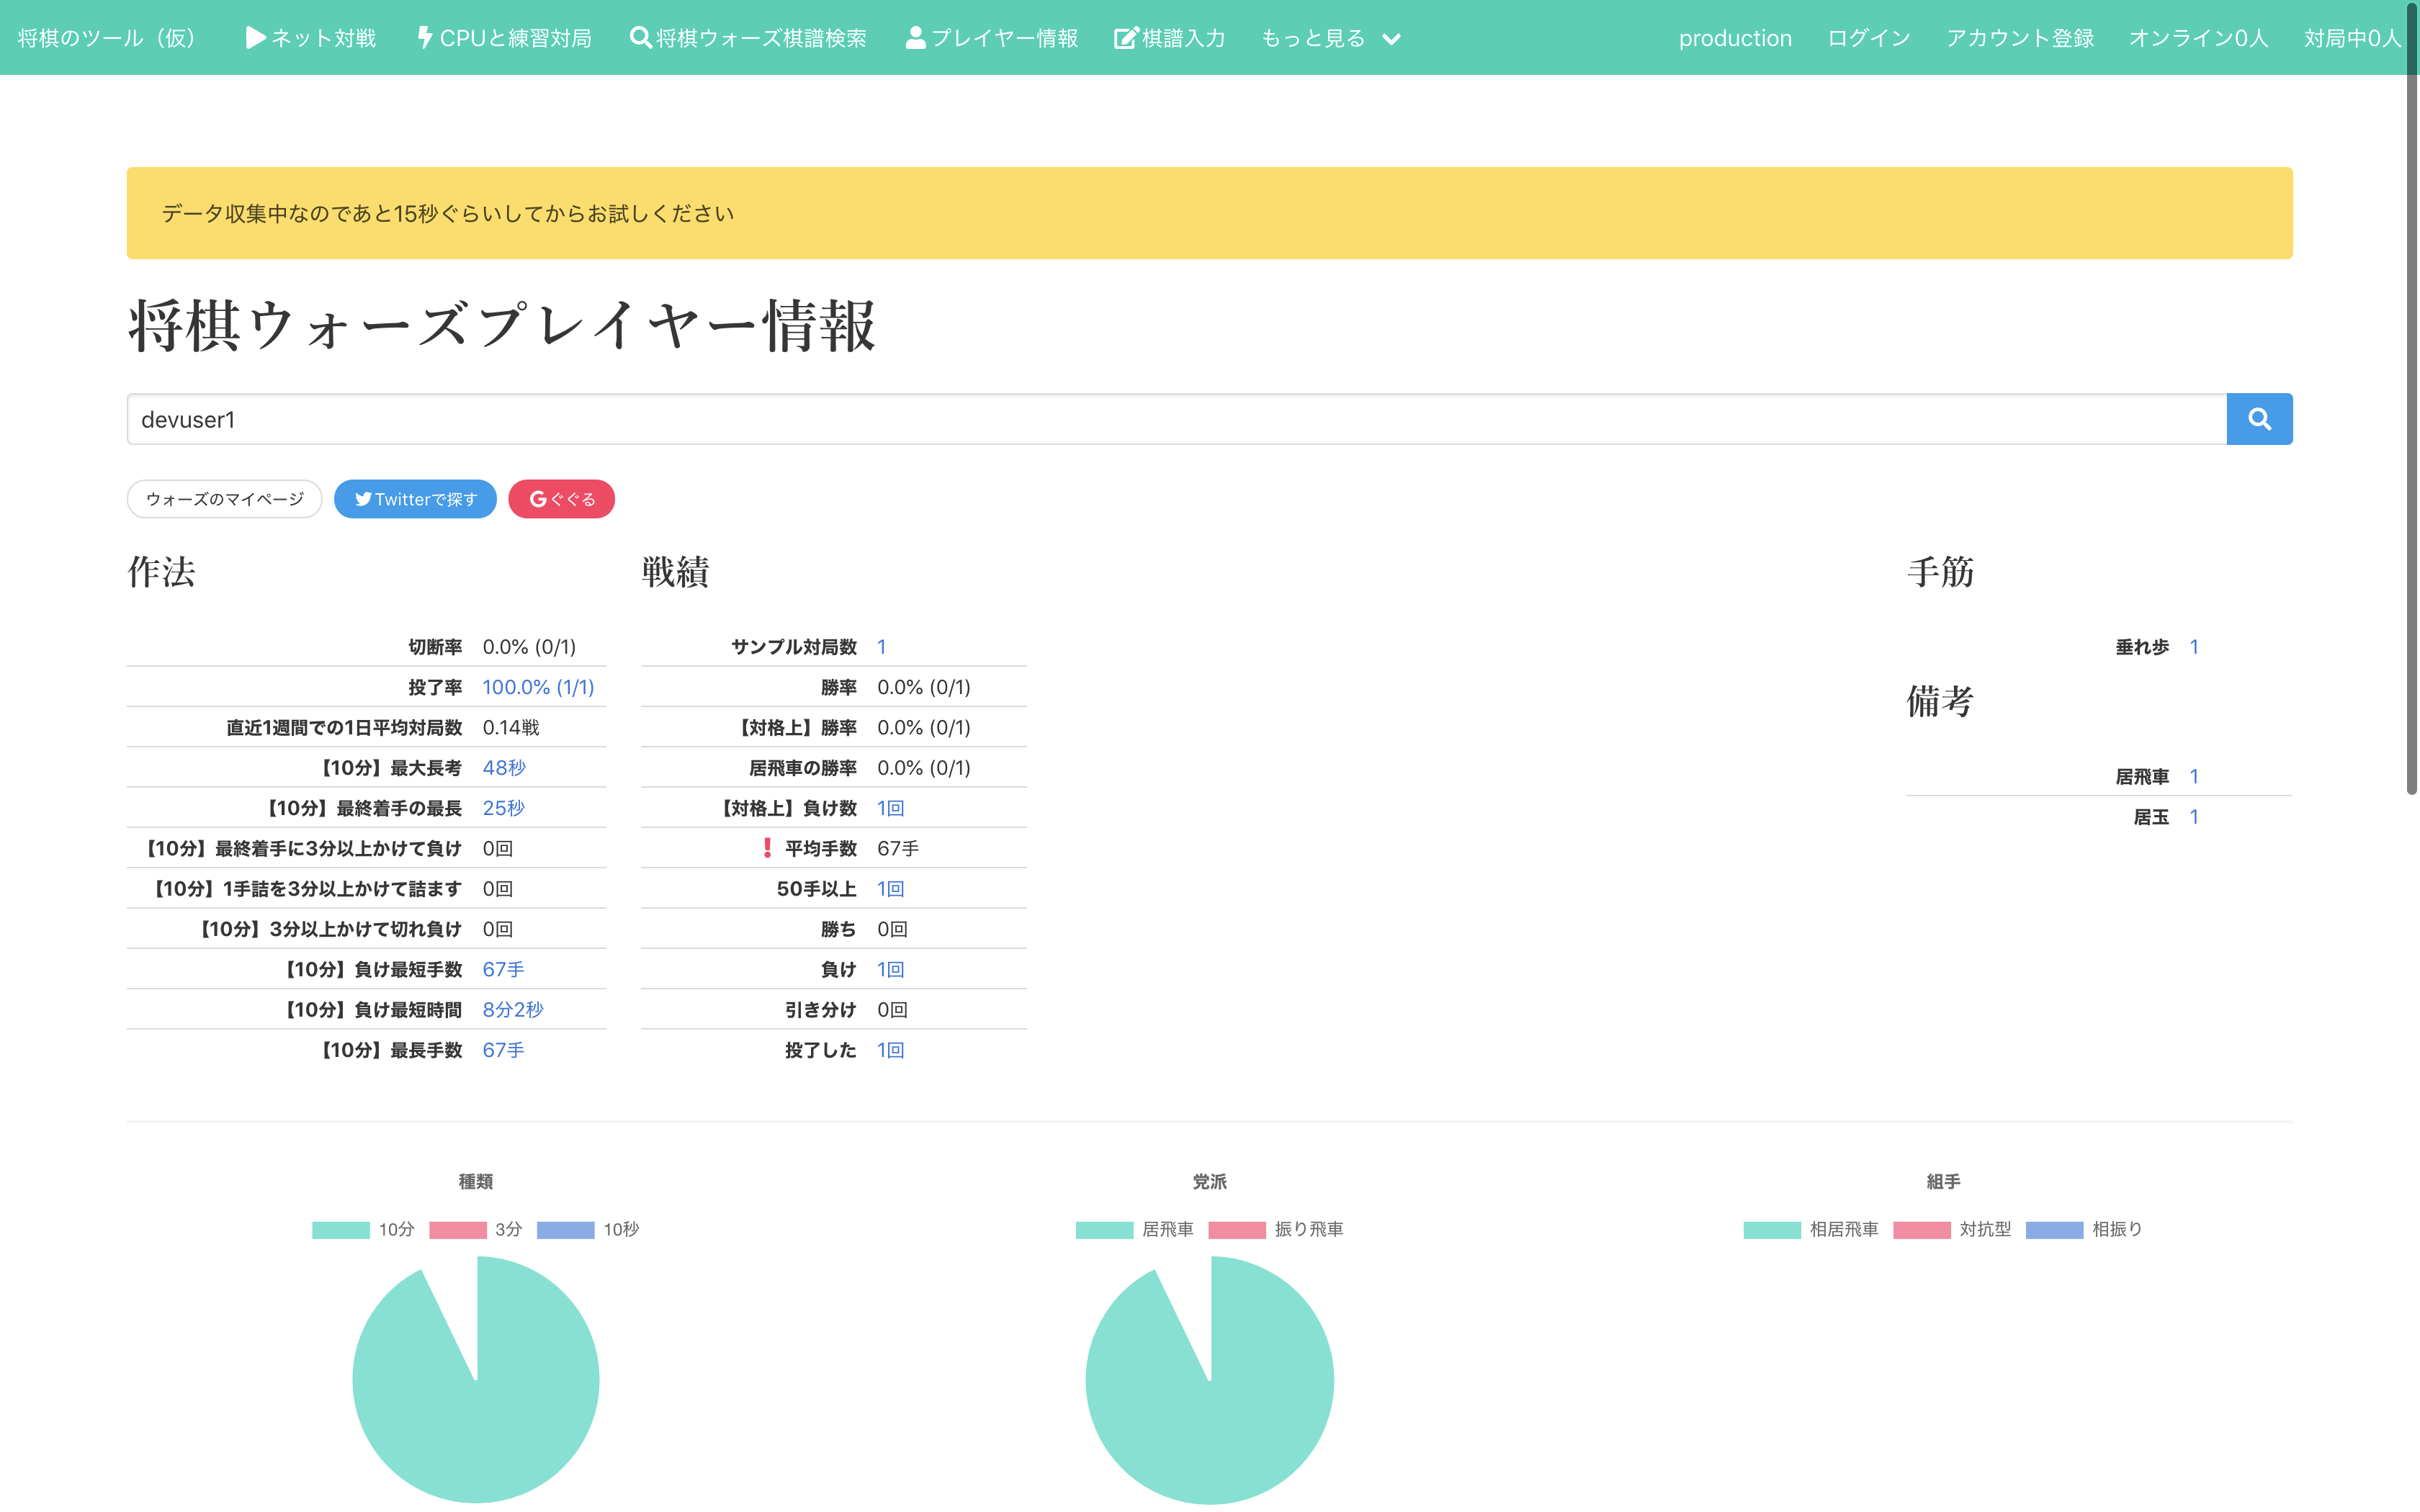 将棋のツール（仮） ネット対戦 CPUと練習対局 将棋ウォーズ棋譜検索 プレイヤー情報 棋譜入力 もっと見る production ログイン アカウント登録 オンライン0人 対局中0人
データ収集中なのであと15秒ぐらいしてからお試しください
将棋ウォーズプレイヤー情報
devuser1
ウォーズのマイページ Twitterで探す ぐぐる
作法
切断率 0.0% (0/1)
投了率 100.0% (1/1)
直近1週間での1日平均対局数 0.14戦
【10分】最大長考 48秒
【10分】最終着手の最長 25秒
【10分】最終着手に3分以上かけて負け 0回
【10分】1手詰を3分以上かけて詰ます 0回
【10分】3分以上かけて切れ負け 0回
【10分】負け最短手数 67手
【10分】負け最短時間 8分2秒
【10分】最長手数 67手
戦績
サンプル対局数 1
勝率 0.0% (0/1)
【対格上】勝率 0.0% (0/1)
居飛車の勝率 0.0% (0/1)
【対格上】負け数 1回
❗ 平均手数 67手
50手以上 1回
勝ち 0回
負け 1回
引き分け 0回
投了した 1回
手筋
垂れ歩 1
備考
居飛車 1
居玉 1
種類
10分 3分 10秒
党派
居飛車 振り飛車
組手
相居飛車 対抗型 相振り